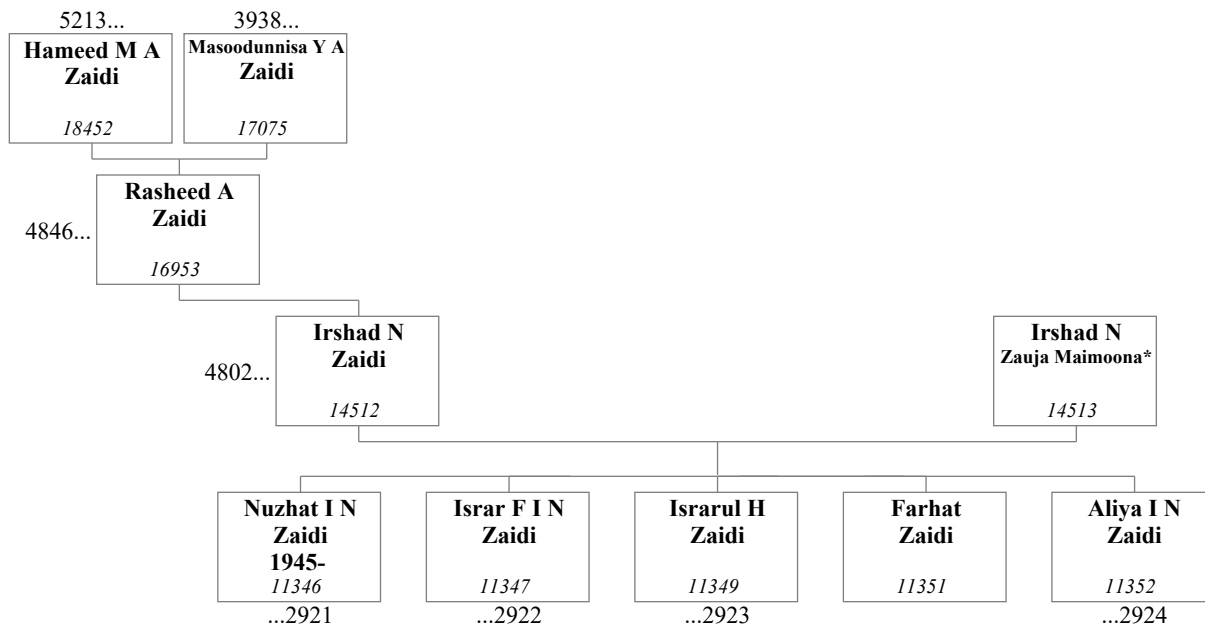 5213...
3938...
Hameed M A
Zaidi
18452
Masoodunnisa Y A
Zaidi
17075
4846...
Rasheed A
Zaidi
16953
4802...
Irshad N
Zaidi
14512
Irshad N
Zauja Maimoona*
14513
Nuzhat I N
Zaidi
1945-
11346
...2921
Israr F I N
Zaidi
11347
...2922
Israrul H
Zaidi
11349
...2923
Farhat
Zaidi
11351
Aliya I N
Zaidi
11352
...2924